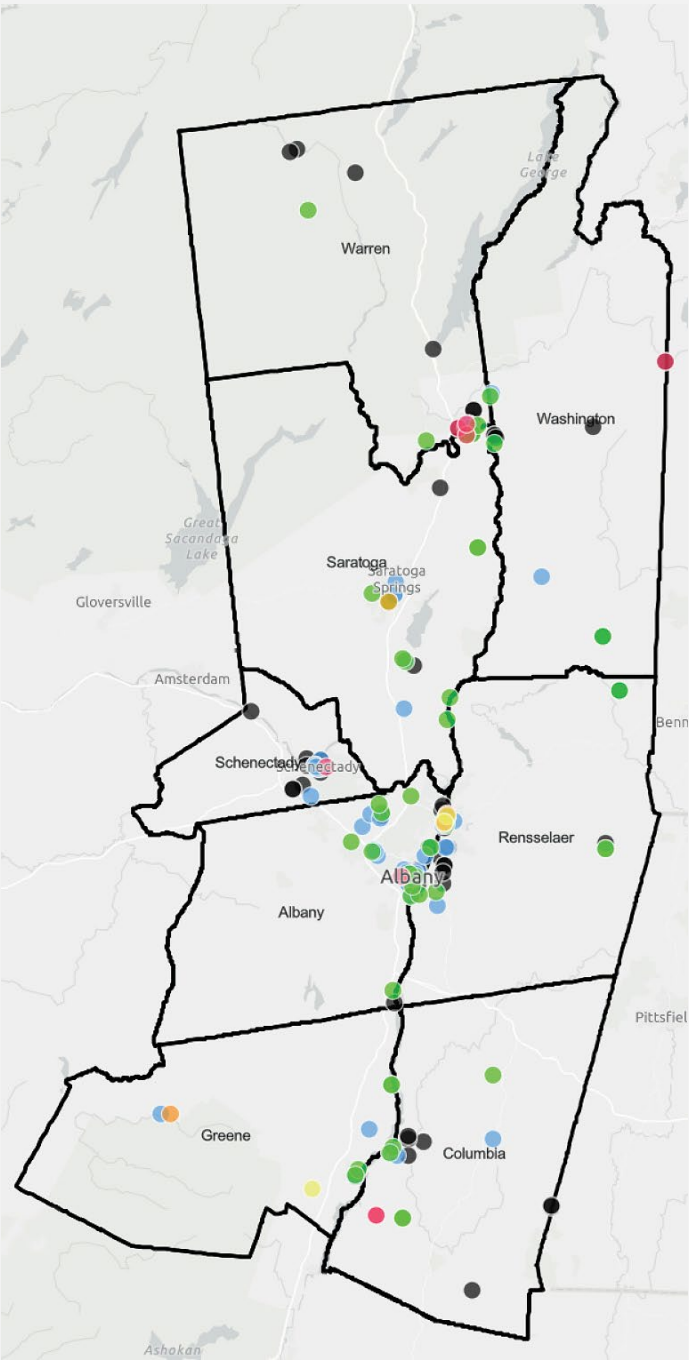 Lake
George
Warren
Washington
Great
Sacandaga
Lake
Saratoga
Saratoga
Springs
Gloversville
Amsterdam
Benn
Schenectady
Schenectady
Rensselaer
Albany
Albany
Pittsfiel
Greene
Columbia
Ashokan